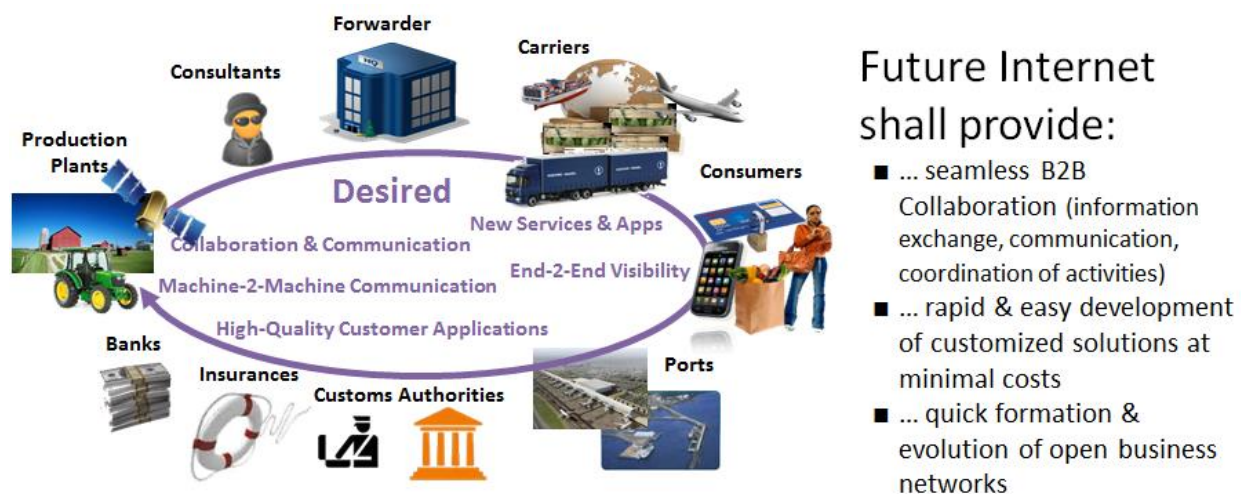 Forwarder
Carriers
Consultants
Production
Plants
Consumers
Desired
New Services & Apps
Collaboration & Communication
End-2-End Visibility
Machine-2-Machine Communication
High-Quality Customer Applications
Banks
Insurances
Customs Authorities
Ports
HQ
Future Internet
shall provide:
■ ... seamless B2B
Collaboration (information
exchange, communication,
coordination of activities)
■ ... rapid & easy development
of customized solutions at
minimal costs
■ ... quick formation &
evolution of open business
networks